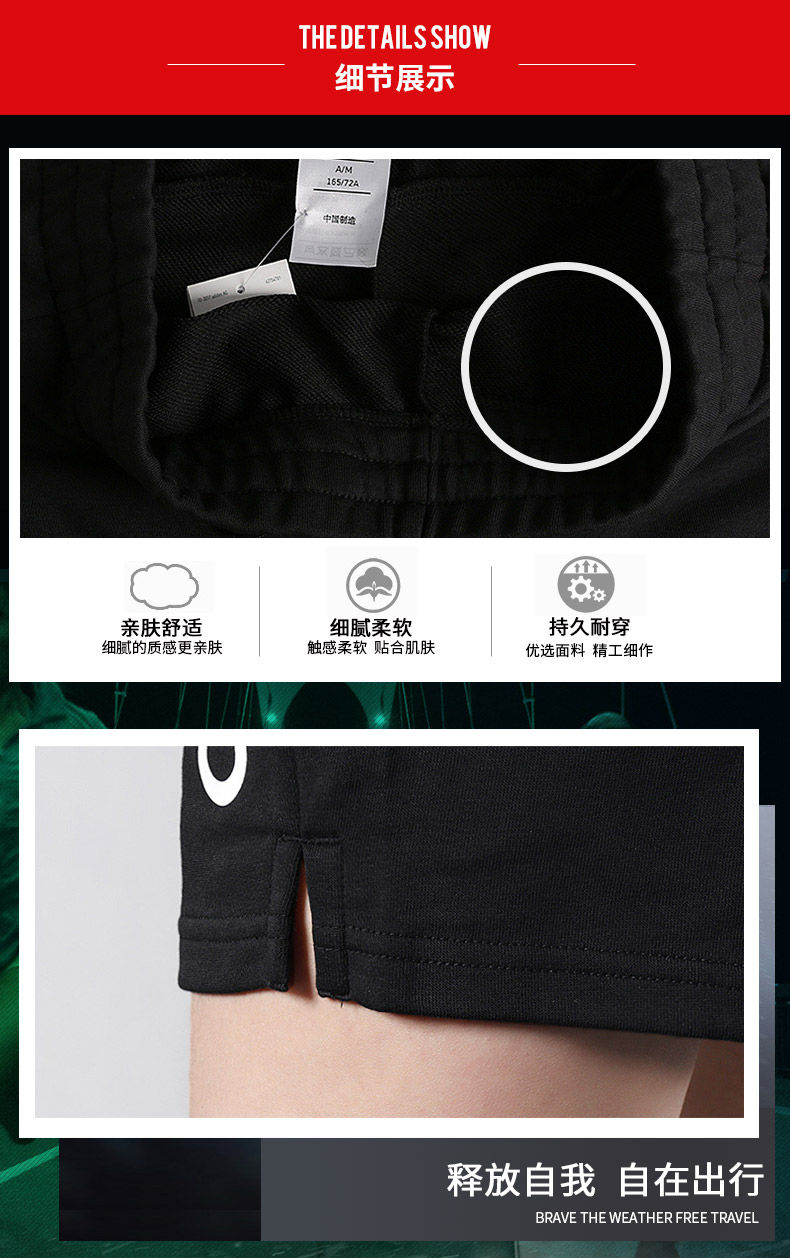 THE DETAILS SHOW
细节展示
A/M
165/72A
中国制造
亲肤舒适
细腻的质感更亲肤
细腻柔软
触感柔软 贴合肌肤
持久耐穿
优选面料 精工细作
释放自我 自在出行
BRAVE THE WEATHER FREE TRAVEL